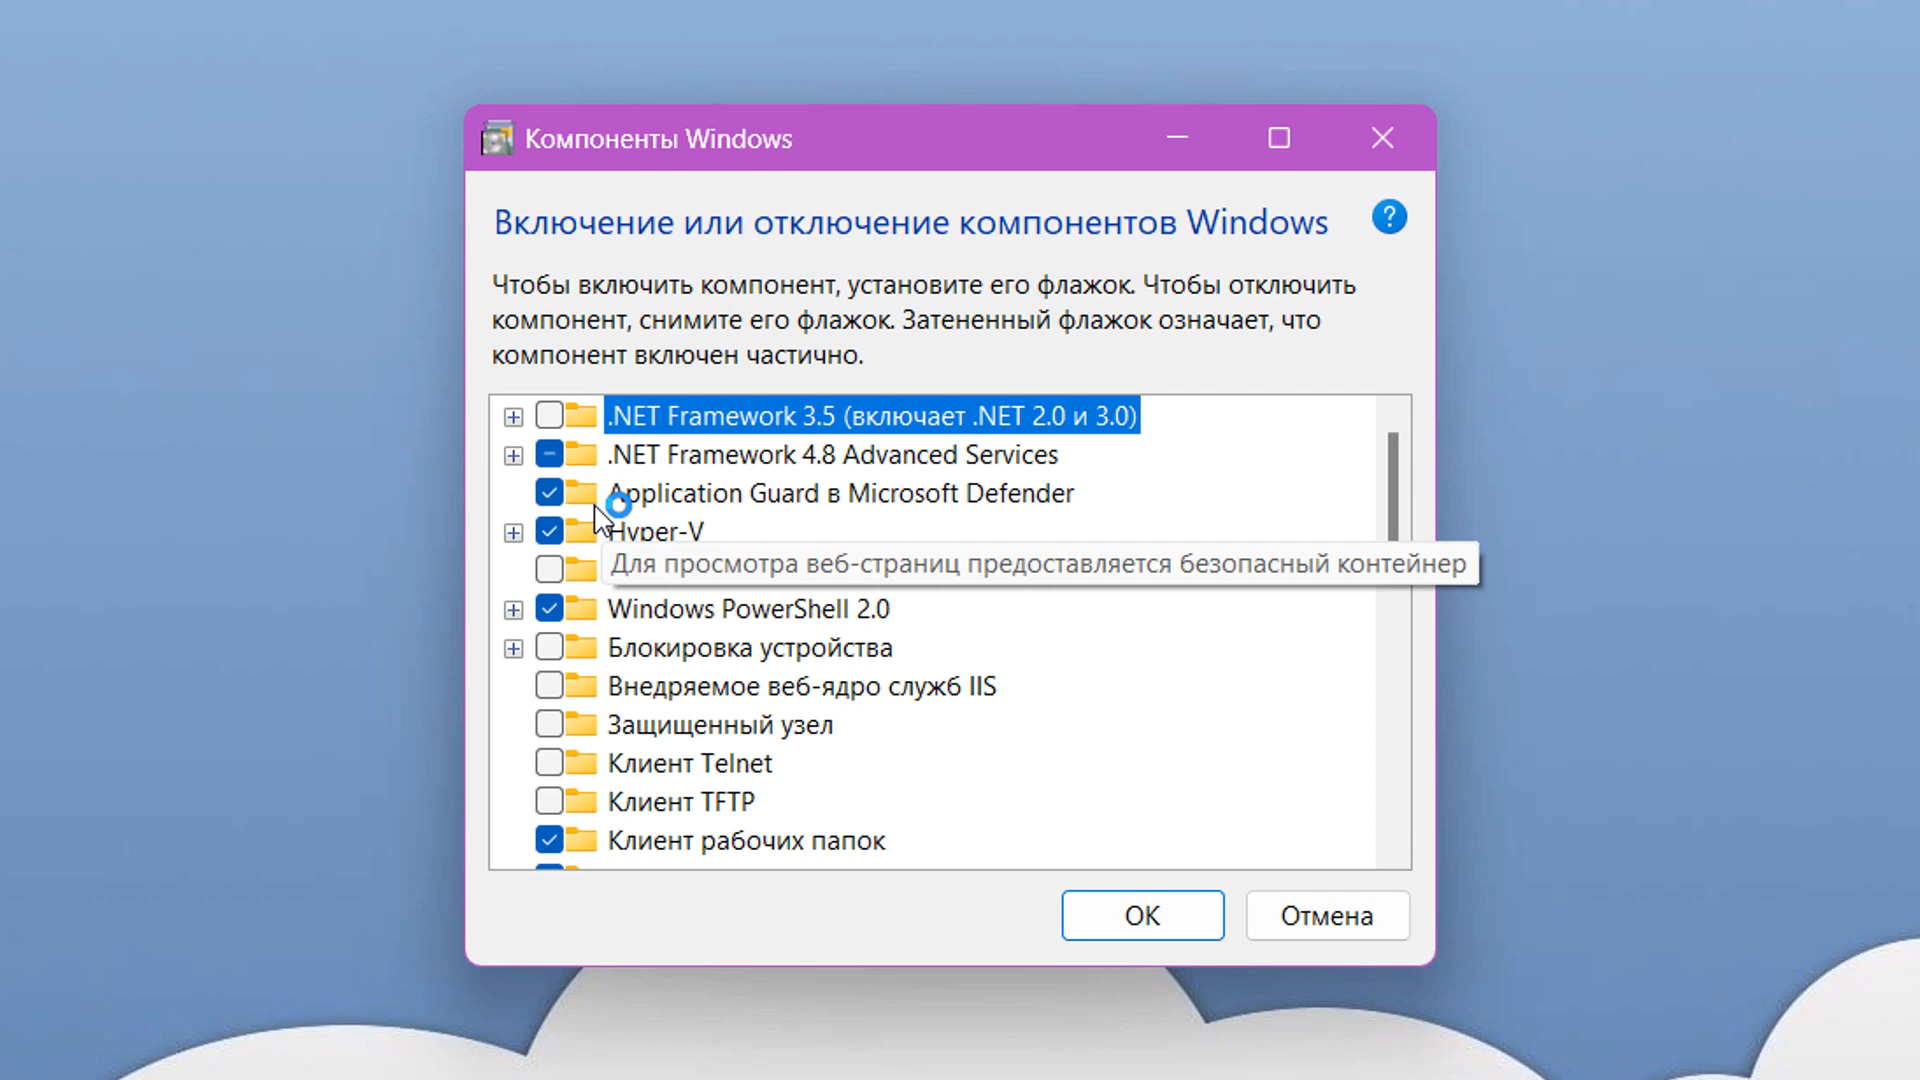 Компоненты Windows
Включение или отключение компонентов Windows
?
Чтобы включить компонент, установите его флажок. Чтобы отключить
компонент, снимите его флажок. Затененный флажок означает, что
компонент включен частично.
.NET Framework 3.5 (включает .NET 2.0 и 3.0)
.NET Framework 4.8 Advanced Services
Application Guard в Microsoft Defender
Hyper-V
Для просмотра веб-страниц предоставляется безопасный контейнер
Windows PowerShell 2.0
Блокировка устройства
Внедряемое веб-ядро служб IIS
Защищенный узел
Клиент Telnet
Клиент TFTP
Клиент рабочих папок
ОК
Отмена